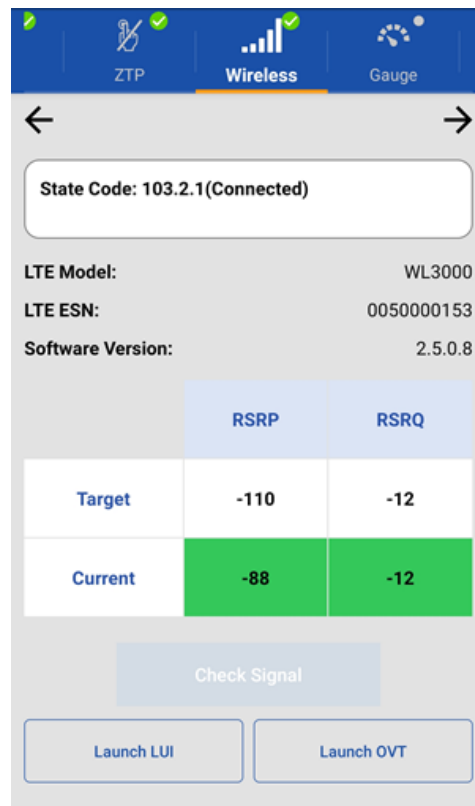 ZTP
Wireless
Gauge
State Code: 103.2.1(Connected)
LTE Model: WL3000
LTE ESN: 0050000153
Software Version: 2.5.0.8
RSRP RSRQ
Target -110 -12
Current -88 -12
Check Signal
Launch LUI Launch OVT